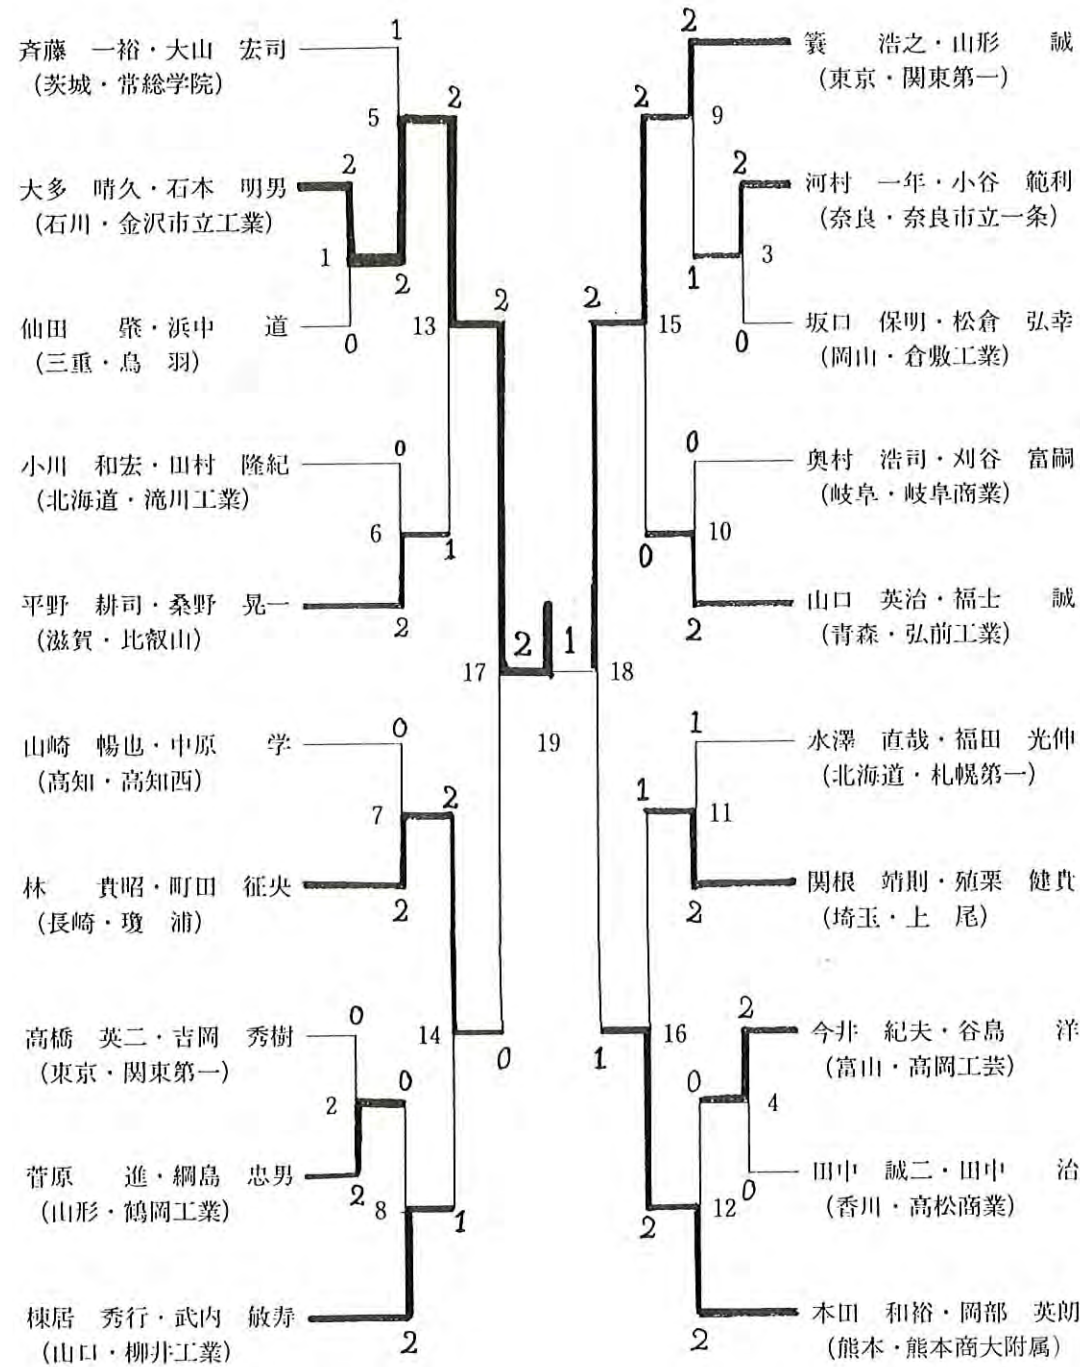 1
斉藤 一裕・大山 宏司
(茨城・常総学院)
5
2
2
大多 晴久・石本 明男
(石川・金沢市立工業)
1
2
仙田 肇・浜中 道
(三重・鳥 羽)
0
13
2
小川 和宏・田村 隆紀
(北海道・滝川工業)
0
6
1
平野 耕司・桑野 晃一
(滋賀・比叡山)
2
17
2
1
18
19
山崎 暢也・中原 学
(高知・高知西)
0
7
2
林 貴昭・町田 征央
(長崎・瓊 浦)
2
高橋 英二・吉岡 秀樹
(東京・関東第一)
0
14
0
2
0
菅原 進・綱島 忠男
(山形・鶴岡工業)
2
8
1
棟居 秀行・武内 敏寿
(山口・柳井工業)
2
2
簑 浩之・山形 誠
(東京・関東第一)
2
9
2
河村 一年・小谷 範利
(奈良・奈良市立一条)
1
3
坂口 保明・松倉 弘幸
(岡山・倉敷工業)
0
2
15
0
奥村 浩司・刈谷 富嗣
(岐阜・岐阜商業)
10
0
山口 英治・福士 誠
(青森・弘前工業)
2
1
水澤 直哉・福田 光伸
(北海道・札幌第一)
1
11
関根 靖則・殖栗 健貴
(埼玉・上 尾)
2
2
今井 紀夫・谷島 洋
(富山・高岡工芸)
1
16
0
4
田中 誠二・田中 治
(香川・高松商業)
0
2
12
本田 和裕・岡部 英朗
(熊本・熊本商大附属)
2